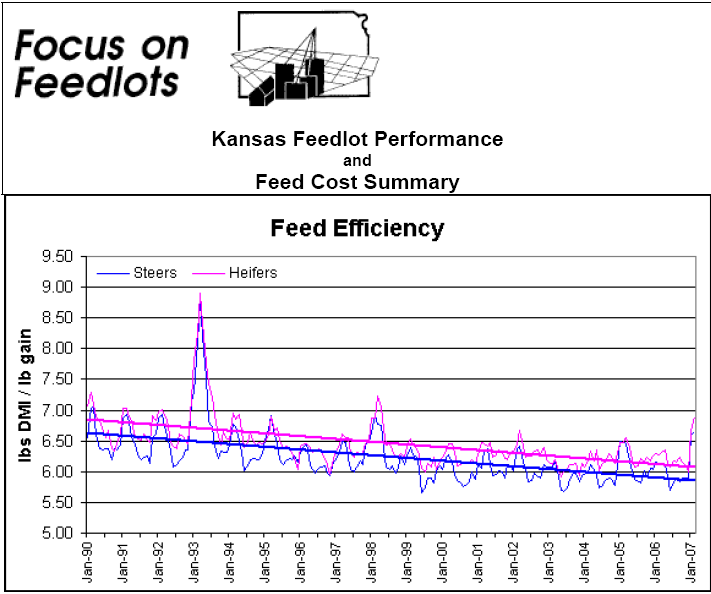 Focus on
Feedlots
Kansas Feedlot Performance
and
Feed Cost Summary
Feed Efficiency
lbs DMI / lb gain
9.50
9.00
8.50
8.00
7.50
7.00
6.50
6.00
5.50
5.00
Steers
Heifers
Jan-90
Jan-91
Jan-92
Jan-93
Jan-94
Jan-95
Jan-96
Jan-97
Jan-98
Jan-99
Jan-00
Jan-01
Jan-02
Jan-03
Jan-04
Jan-05
Jan-06
Jan-07